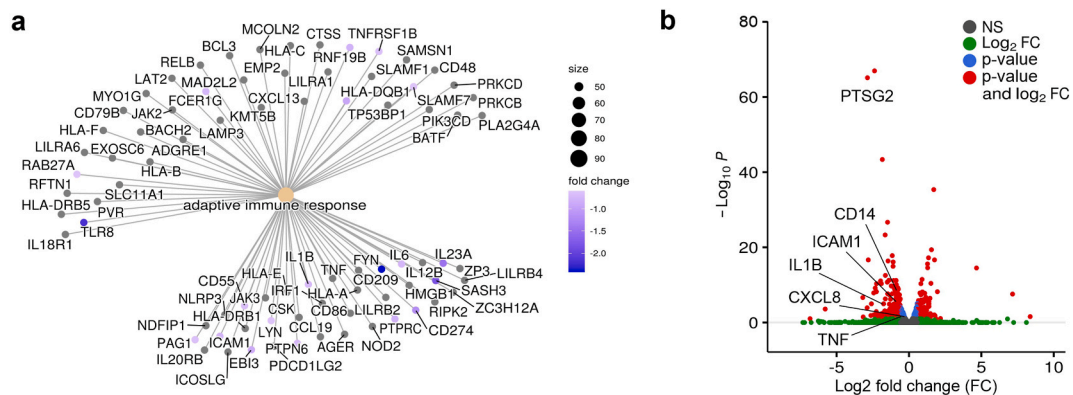 a
MCOLN2
CTSS
TNFRSF1B
BCL3
HLA-C
RNF19B
SAMSN1
RELB
EMP2
SLAMF1
CD48
LAT2
MAD2L2
LILRA1
HLA-DQB1
PRKCD
MYO1G
FCER1G
CXCL13
SLAMF7
PRKCB
CD79B
JAK2
KMT5B
TP53BP1
PIK3CD
PLA2G4A
HLA-F
BACH2
LAMP3
BATF
LILRA6
EXOSC6
ADGRE1
RAB27A
HLA-B
RFTN1
SLC11A1
HLA-DRB5
PVR
adaptive immune response
TLR8
IL18R1
IL1B
FYN
IL6
IL23A
CD55
HLA-E
TNF
CD209
IL12B
ZP3
LILRB4
NLRP3
JAK3
IRF1
HLA-A
HMGB1
SASH3
HLA-DRB1
CSK
CD86
LILRB2
RIPK2
ZC3H12A
NDFIP1
LYN
CCL19
PTPRC
CD274
PAG1
ICAM1
PTPN6
AGER
NOD2
IL20RB
EBI3
PDCD1LG2
ICOSLG
size
50
60
70
80
90
fold change
-1.0
-2.0
b
80
60
40
20
0
−Log10 P
NS
Log2 FC
p-value
p-value
and log2 FC
PTSG2
CD14
ICAM1
IL1B
CXCL8
TNF
-5
0
5
10
Log2 fold change (FC)